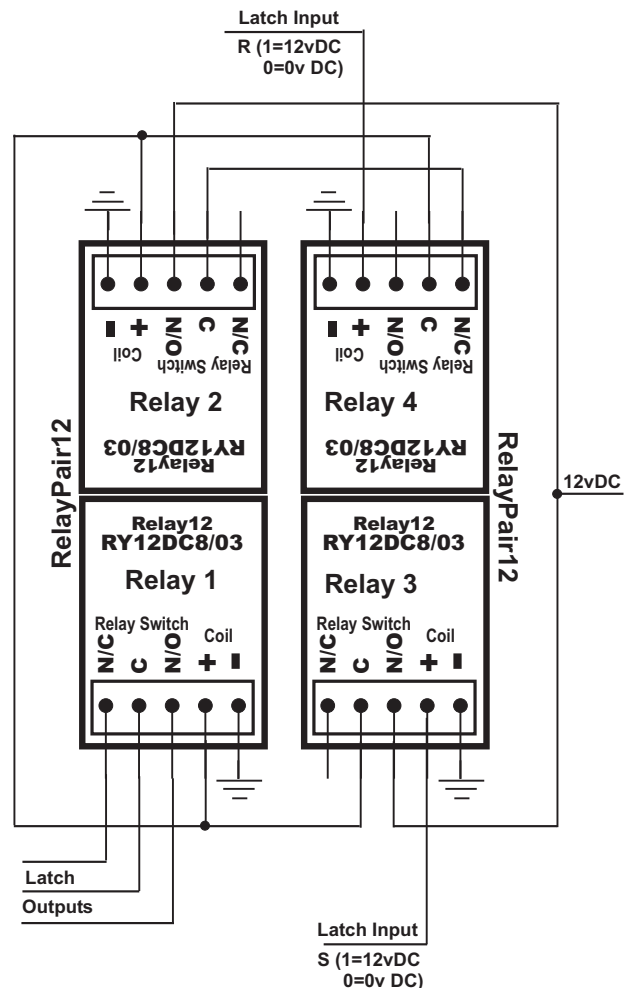 Latch Input
R (1=12vDC
0=0v DC)
- + N/O C N/C
Coil Relay Switch
Relay 2
RY12DC8/03
Relay12
- + N/O C N/C
Coil Relay Switch
Relay 4
RY12DC8/03
Relay12
RelayPair12
RelayPair12
12vDC
Relay12
RY12DC8/03
Relay 1
Relay Switch Coil
N/C C N/O + -
Relay12
RY12DC8/03
Relay 3
Relay Switch Coil
N/C C N/O + -
Latch
Outputs
Latch Input
S (1=12vDC
0=0v DC)